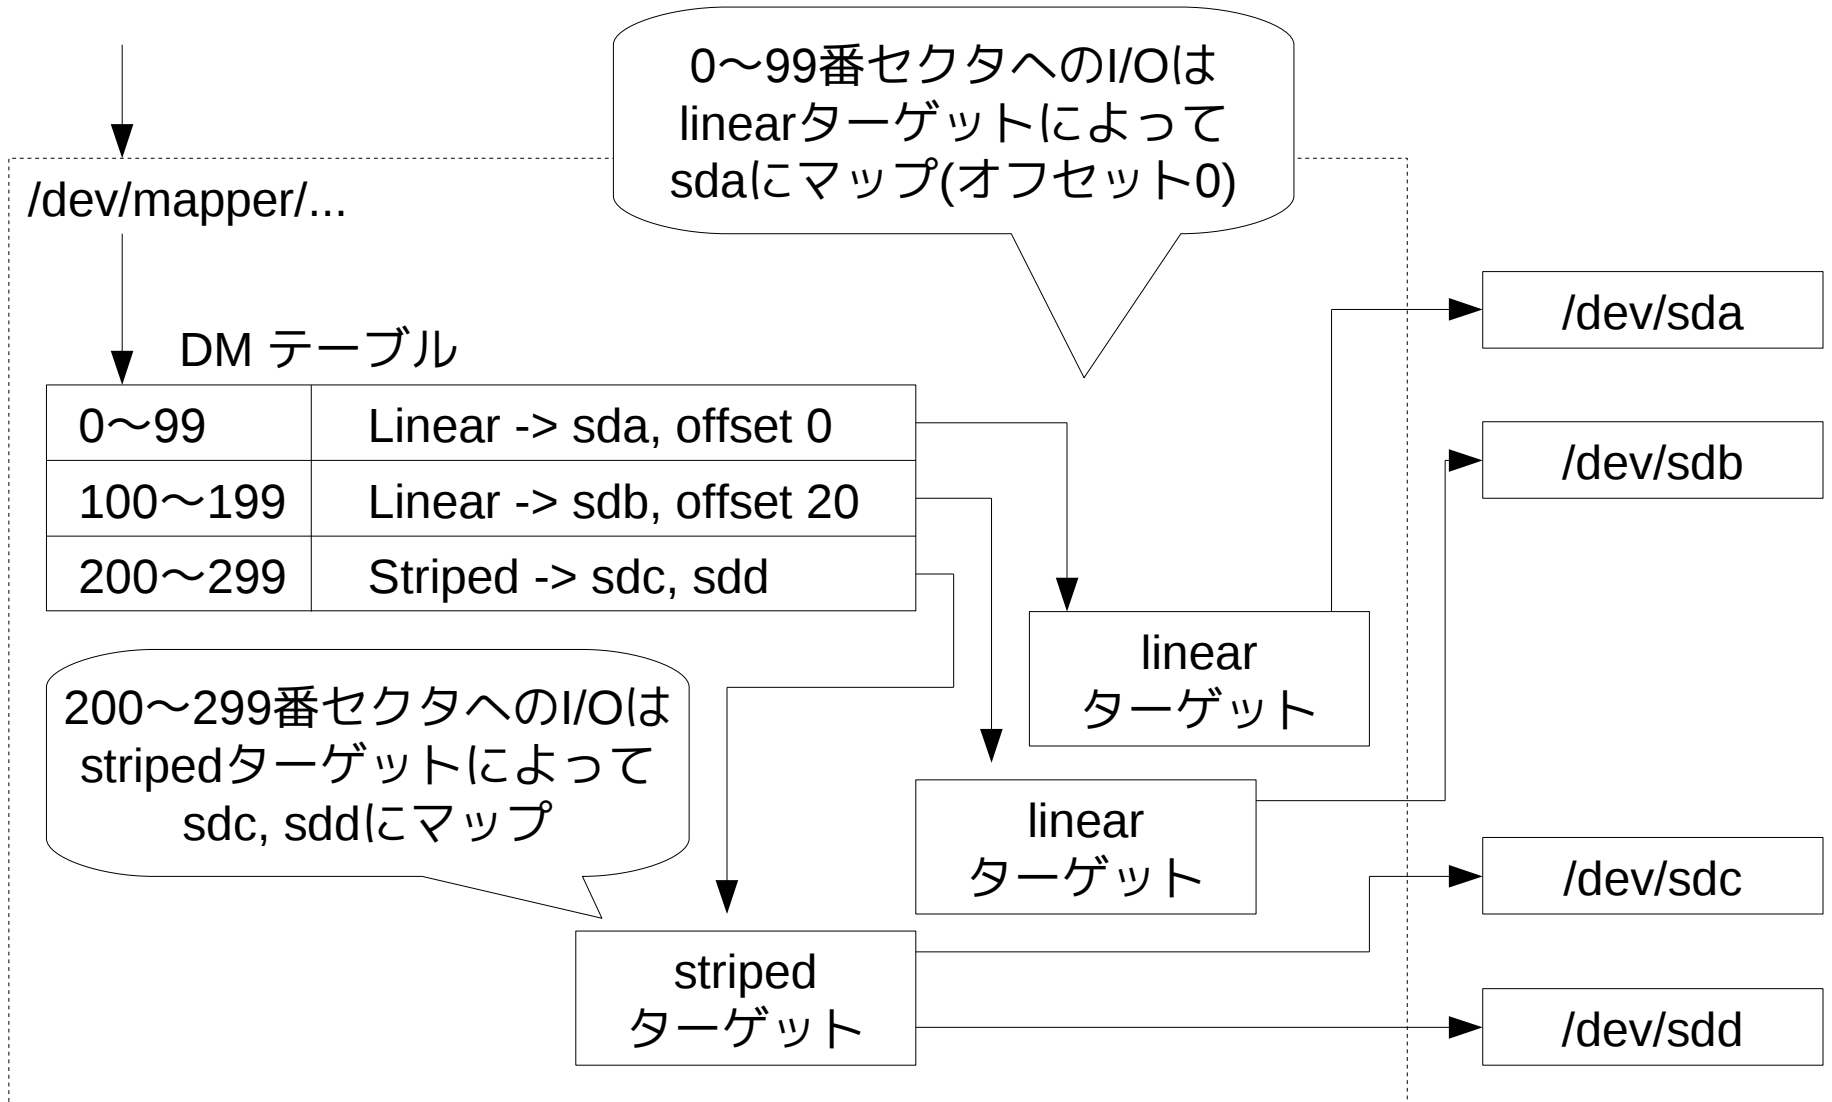 0〜99番セクタへのI/Oは
linearターゲットによって
sdaにマップ(オフセット0)
/dev/mapper/...
DM テーブル
0〜99 Linear -> sda, offset 0
100〜199 Linear -> sdb, offset 20
200〜299 Striped -> sdc, sdd
/dev/sda
/dev/sdb
linear
ターゲット
200〜299番セクタへのI/Oは
stripedターゲットによって
sdc, sddにマップ
linear
ターゲット
/dev/sdc
striped
ターゲット
/dev/sdd